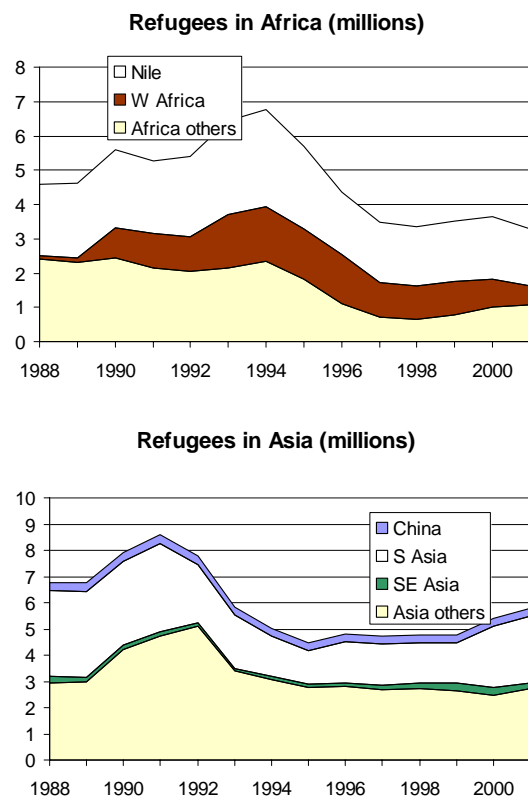 Refugees in Africa (millions)
8
7
6
5
4
3
2
1
0
Nile
W Africa
Africa others
1988 1990 1992 1994 1996 1998 2000
Refugees in Asia (millions)
10
9
8
7
6
5
4
3
2
1
0
China
S Asia
SE Asia
Asia others
1988 1990 1992 1994 1996 1998 2000